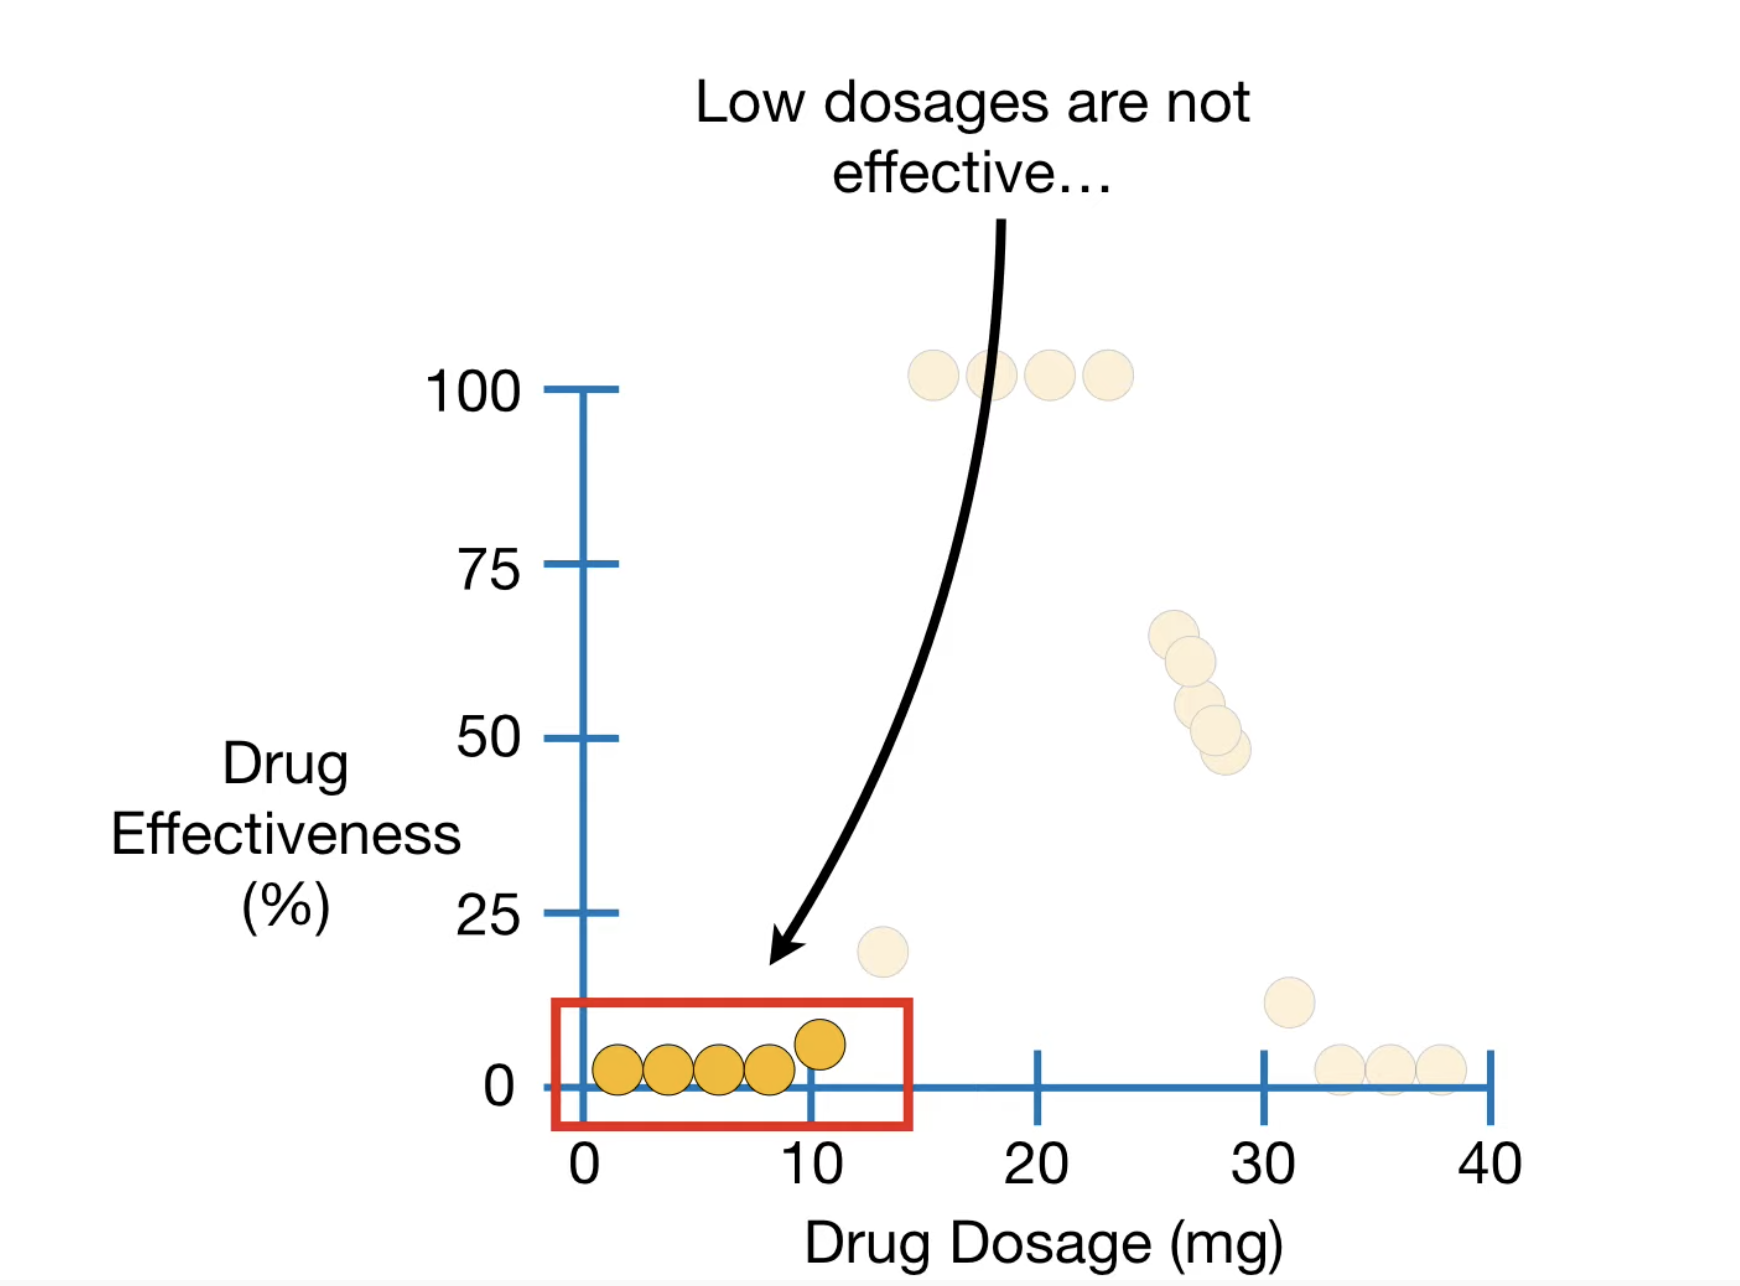 Low dosages are not
effective…
100
75
50
25
0
Drug
Effectiveness
(%)
0 10 20 30 40
Drug Dosage (mg)